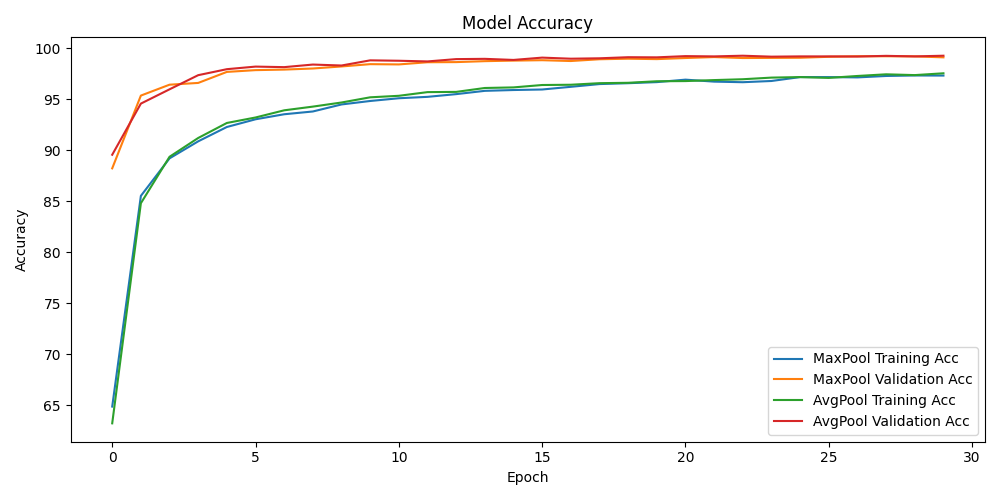 Model Accuracy
Accuracy
100
95
90
85
80
75
70
65
0 5 10 15 20 25 30
Epoch
MaxPool Training Acc
MaxPool Validation Acc
AvgPool Training Acc
AvgPool Validation Acc